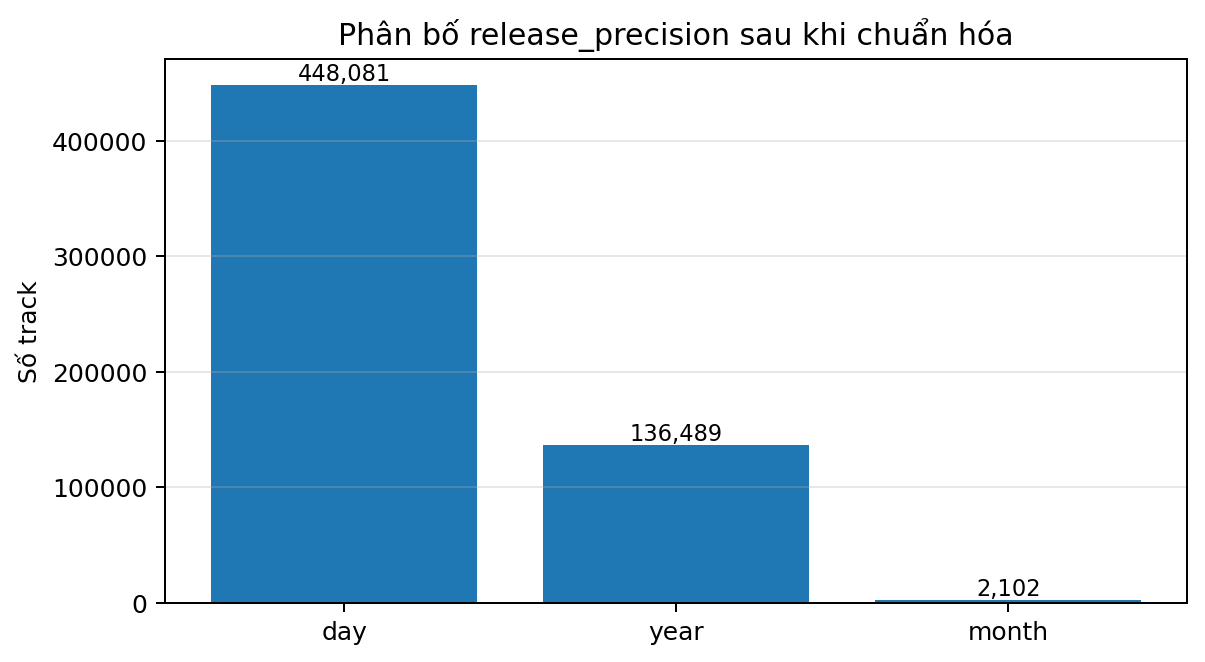 Phân bố release_precision sau khi chuẩn hóa
448,081
136,489
2,102
400000
300000
200000
100000
0
Số track
day
year
month